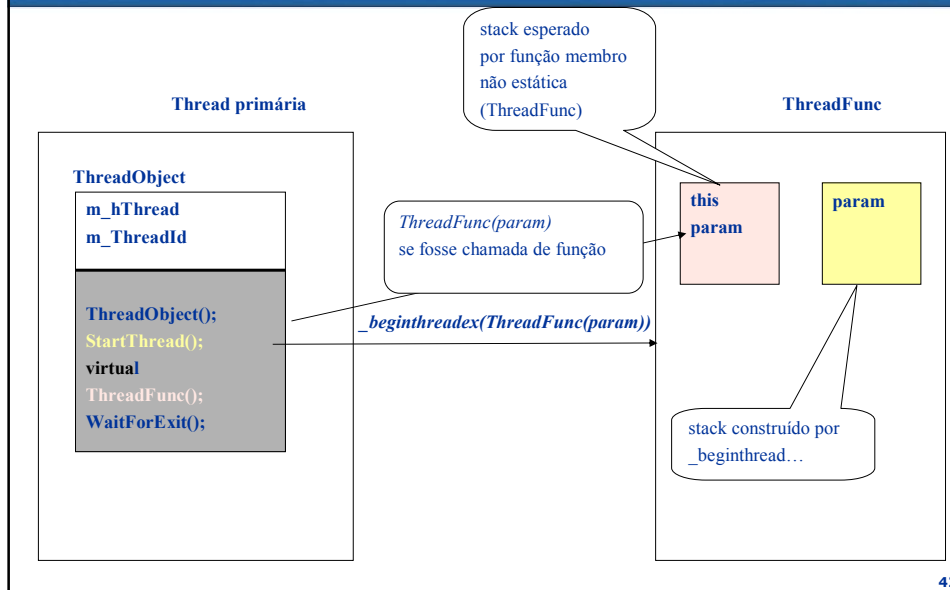 stack esperado
por função membro
não estática
(ThreadFunc)
Thread primária
ThreadFunc
ThreadObject
m_hThread
m_ThreadId
ThreadObject();
StartThread();
virtual
ThreadFunc();
WaitForExit();
ThreadFunc(param)
se fosse chamada de função
_beginthreadex(ThreadFunc(param))
this
param
param
stack construído por
_beginthread…